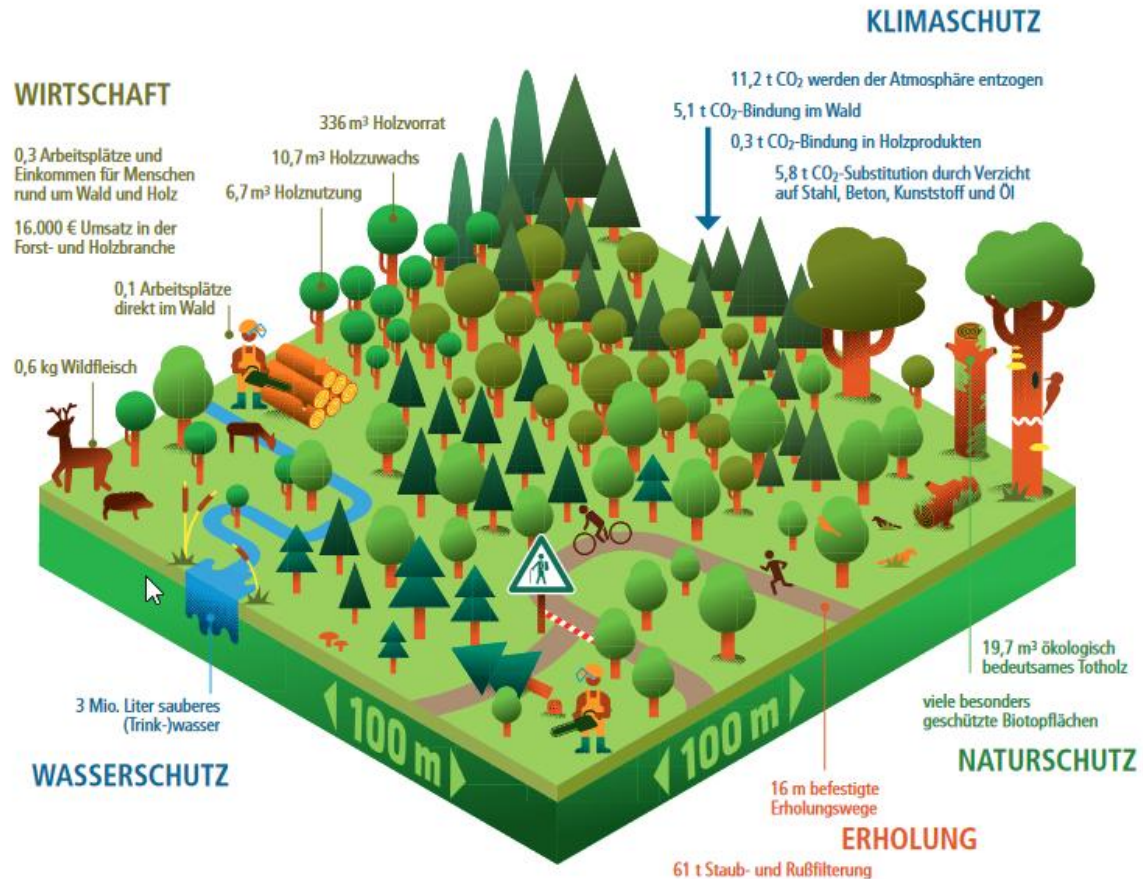 KLIMASCHUTZ
11,2 t CO₂ werden der Atmosphäre entzogen
5,1 t CO₂-Bindung im Wald
0,3 t CO₂-Bindung in Holzprodukten
5,8 t CO₂-Substitution durch Verzicht
auf Stahl, Beton, Kunststoff und Öl
WIRTSCHAFT
0,3 Arbeitsplätze und
Einkommen für Menschen
rund um Wald und Holz
16.000 € Umsatz in der
Forst- und Holzbranche
336 m³ Holzvorrat
10,7 m³ Holzzuwachs
6,7 m³ Holznutzung
0,1 Arbeitsplätze
direkt im Wald
0,6 kg Wildfleisch
3 Mio. Liter sauberes
(Trink-)wasser
WASSERSCHUTZ
100 m
100 m
19,7 m³ ökologisch
bedeutsames Totholz
viele besonders
geschützte Biotopflächen
NATURSCHUTZ
16 m befestigte
Erholungswege
ERHOLUNG
61 t Staub- und Rußfilterung